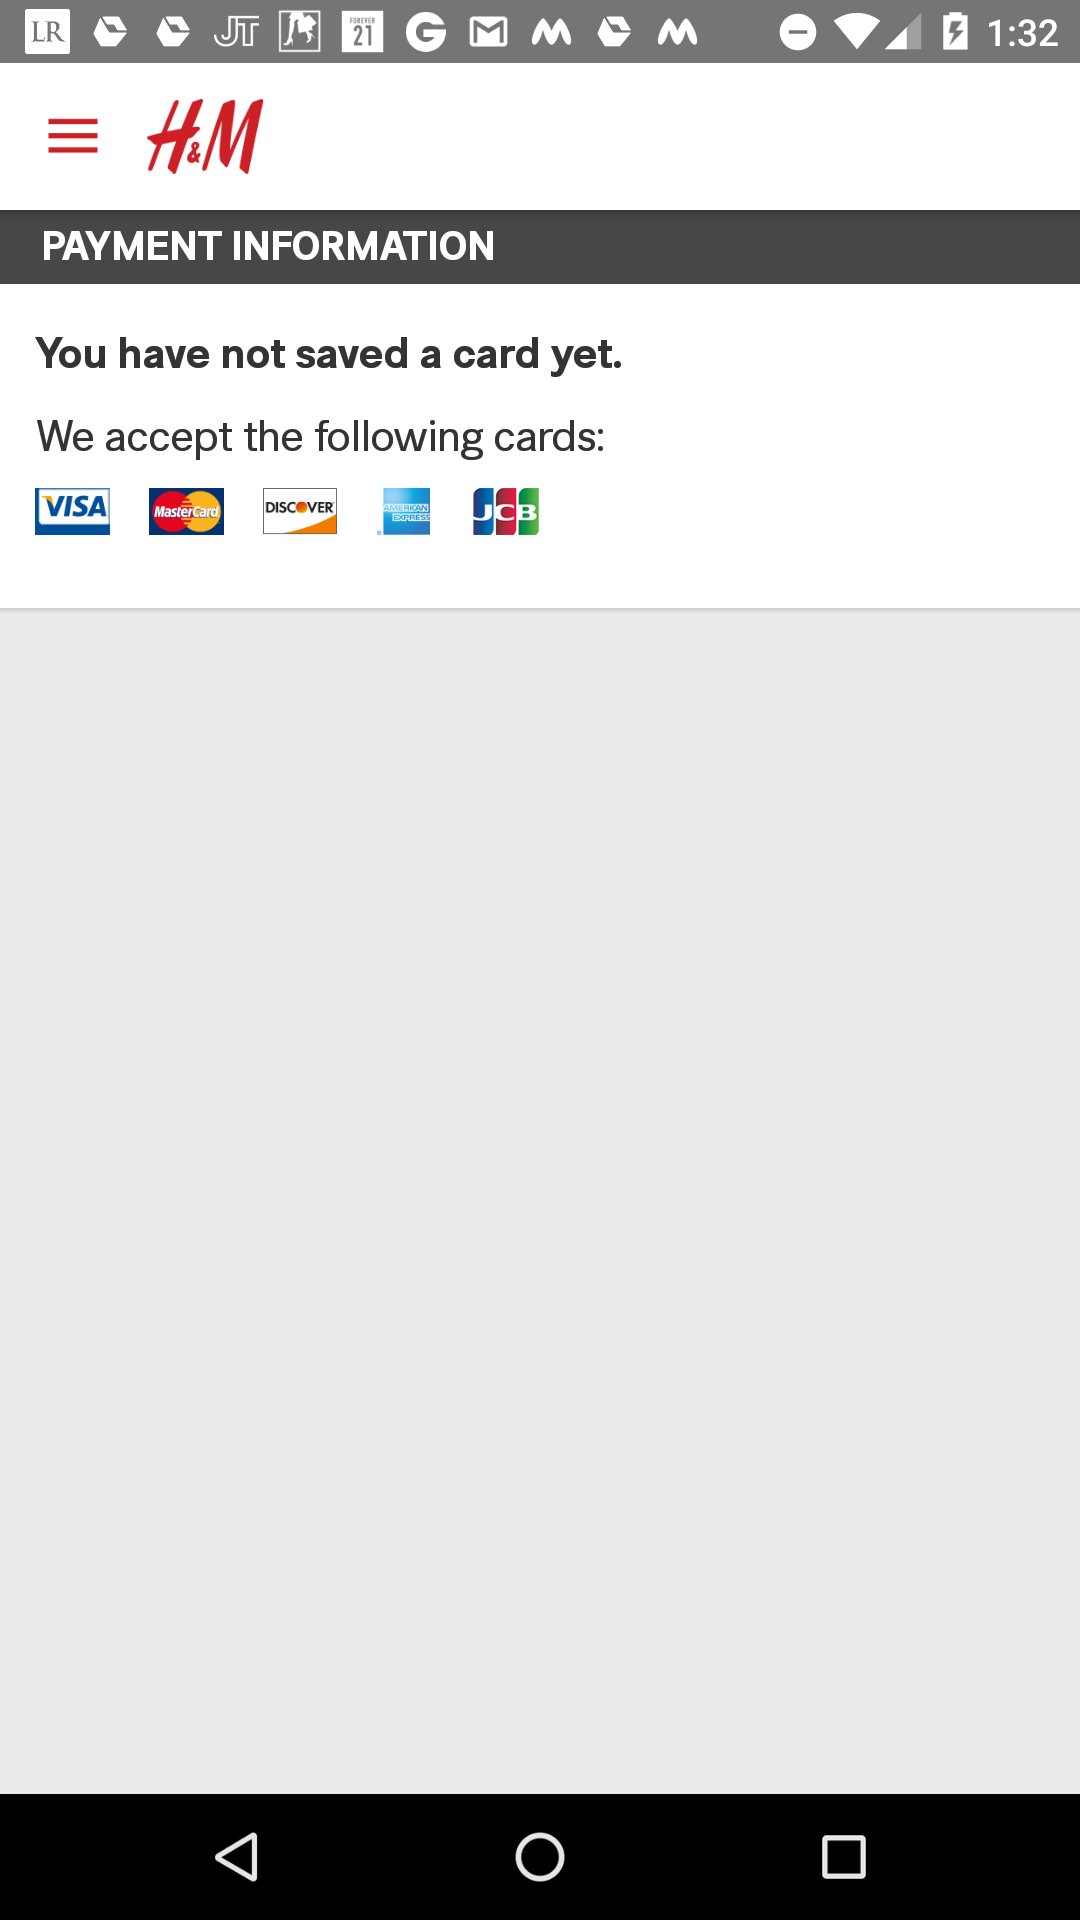 LR JT FOREVER 21 G 1:32
H&M
PAYMENT INFORMATION
You have not saved a card yet.
We accept the following cards:
VISA MasterCard DISCOVER AMERICAN EXPRESS JCB